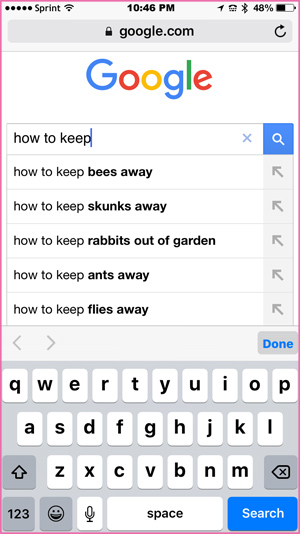 Sprint 10:46 PM 48%
google.com
Google
how to keep
how to keep bees away
how to keep skunks away
how to keep rabbits out of garden
how to keep ants away
how to keep flies away
Done
q w e r t y u i o p
a s d f g h j k l
z x c v b n m
123 space Search